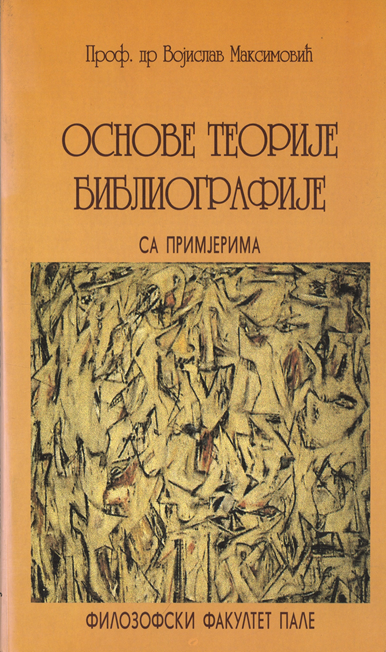 Проф. др Војислав Максимовић
ОСНОВЕ ТЕОРИЈЕ
БИБЛИОГРАФИЈЕ
СА ПРИМЈЕРИМА
ФИЛОЗОФСКИ ФАКУЛТЕТ ПАЛЕ